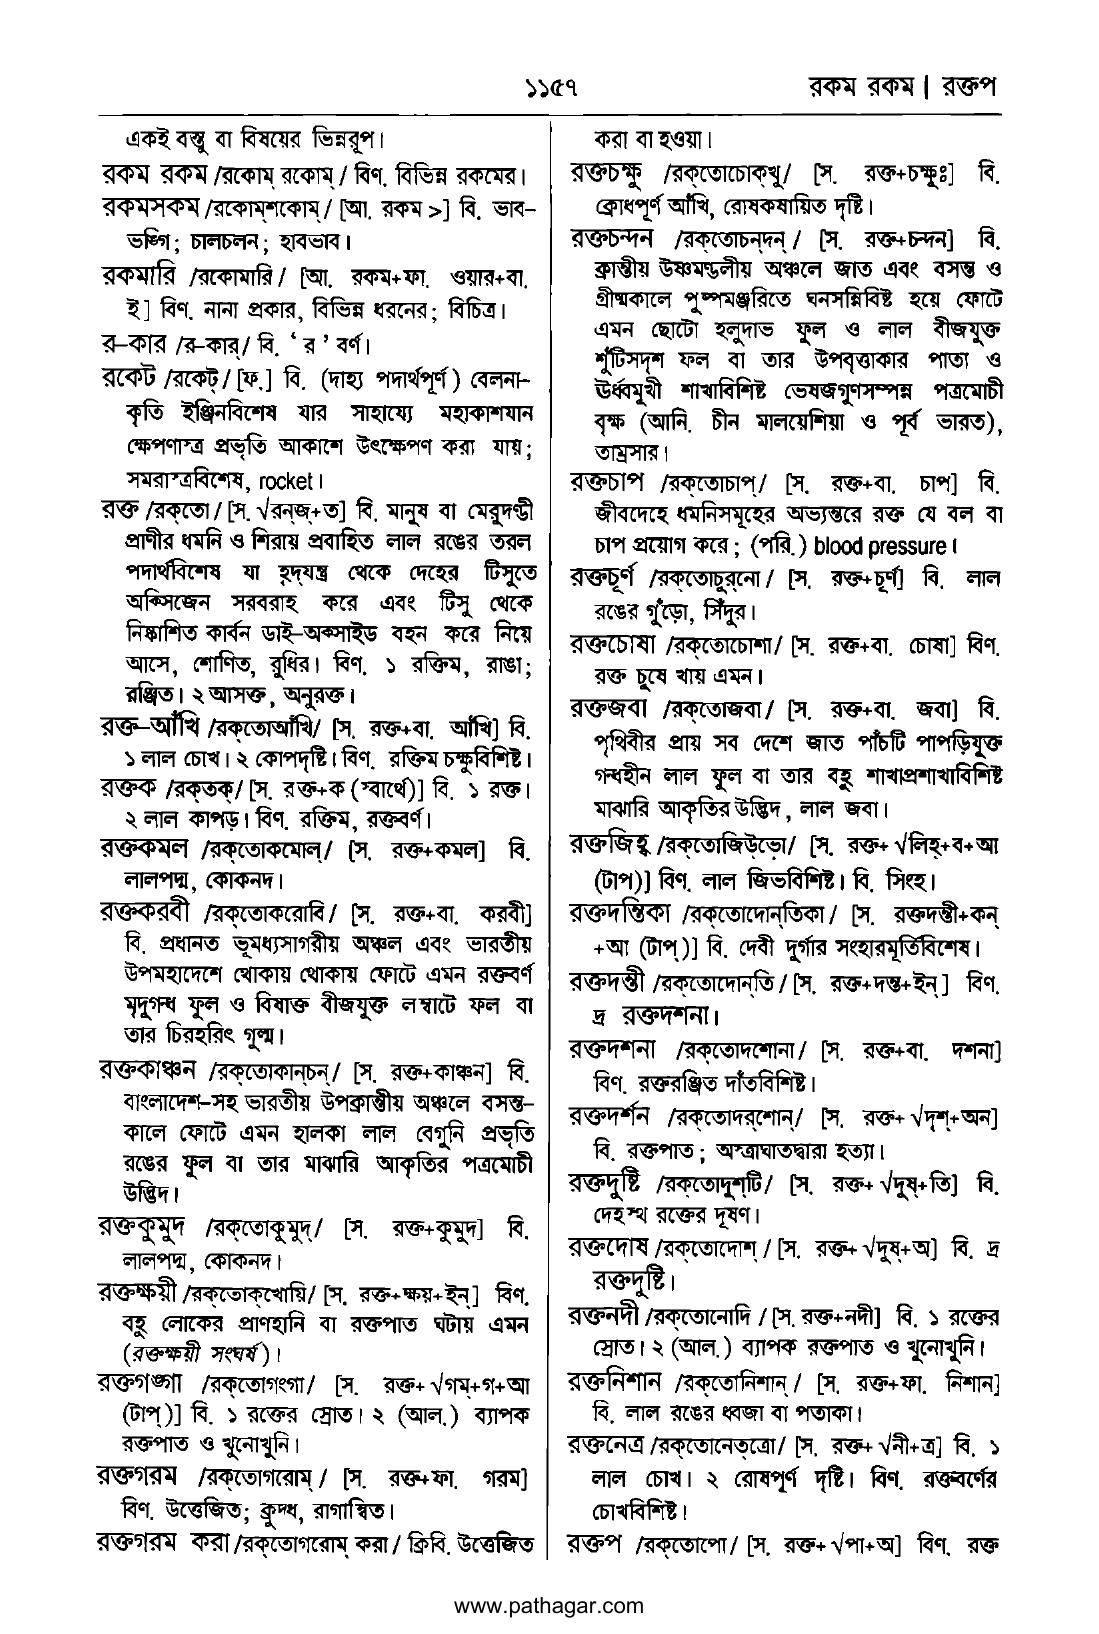 ১১৫৭
রকম রকম | রক্তপ
একই বস্তু বা বিষয়ের ভিন্নরূপ।
রকম রকম /রকোম্ রকোম্/ বিণ. বিভিন্ন রকমের।
রকমসকম /রকোম্‌শকোম্/ [আ. রকম >] বি. ভাব-
ভঙ্গি; চালচলন; হাবভাব।
রকমারি /রকোমারি/ [আ. রকম+ফা. ওয়ার+বা.
ই] বিণ. নানা প্রকার, বিভিন্ন ধরনের; বিচিত্র।
র-কার /র-কার্/ বি. ‘র’ বর্ণ।
রকেট /রকেট্/ [ফ.] বি. (দাহ্য পদার্থপূর্ণ) বেলনা-
কৃতি ইঞ্জিনবিশেষ যার সাহায্যে মহাকাশযান
ক্ষেপণাস্ত্র প্রভৃতি আকাশে উৎক্ষেপণ করা যায়;
সমরাস্ত্রবিশেষ, rocket।
রক্ত /রক্‌তো/ [স. √রন্‌জ্+ত] বি. মানুষ বা মেরুদণ্ডী
প্রাণীর ধমনি ও শিরায় প্রবাহিত লাল রঙের তরল
পদার্থবিশেষ যা হৃদ্‌যন্ত্র থেকে দেহের টিসুতে
অক্সিজেন সরবরাহ করে এবং টিসু থেকে
নিষ্কাশিত কার্বন ডাই-অক্সাইড বহন করে নিয়ে
আসে, শোণিত, রুধির। বিণ. ১ রক্তিম, রাঙা;
রঞ্জিত। ২ আসক্ত, অনুরক্ত।
রক্ত-আঁখি /রক্‌তোআঁখি/ [স. রক্ত+বা. আঁখি] বি.
১ লাল চোখ। ২ কোপদৃষ্টি। বিণ. রক্তিম চক্ষুবিশিষ্ট।
রক্তক /রক্‌তক্/ [স. রক্ত+ক (স্বার্থে)] বি. ১ রক্ত।
২ লাল কাপড়। বিণ. রক্তিম, রক্তবর্ণ।
রক্তকমল /রক্‌তোকমোল্/ [স. রক্ত+কমল] বি.
লালপদ্ম, কোকনদ।
রক্তকরবী /রক্‌তোকরোবি/ [স. রক্ত+বা. করবী]
বি. প্রধানত ভূমধ্যসাগরীয় অঞ্চল এবং ভারতীয়
উপমহাদেশে থোকায় থোকায় ফোটে এমন রক্তবর্ণ
মৃদুগন্ধ ফুল ও বিষাক্ত বীজযুক্ত লম্বাটে ফল বা
তার চিরহরিৎ গুল্ম।
রক্তকাঞ্চন /রক্‌তোকান্‌চন্/ [স. রক্ত+কাঞ্চন] বি.
বাংলাদেশ-সহ ভারতীয় উপক্রান্তীয় অঞ্চলে বসন্ত-
কালে ফোটে এমন হালকা লাল বেগুনি প্রভৃতি
রঙের ফুল বা তার মাঝারি আকৃতির পত্রমোচী
উদ্ভিদ।
রক্তকুমুদ /রক্‌তোকুমুদ্/ [স. রক্ত+কুমুদ] বি.
লালপদ্ম, কোকনদ।
রক্তক্ষয়ী /রক্‌তোক্‌খোয়ি/ [স. রক্ত+ক্ষয়+ইন্] বিণ.
বহু লোকের প্রাণহানি বা রক্তপাত ঘটায় এমন
(রক্তক্ষয়ী সংঘর্ষ)।
রক্তগঙ্গা /রক্‌তোগংগা/ [স. রক্ত+√গম্+গ+আ
(টাপ্)] বি. ১ রক্তের স্রোত। ২ (আল.) ব্যাপক
রক্তপাত ও খুনোখুনি।
রক্তগরম /রক্‌তোগরোম্/ [স. রক্ত+ফা. গরম]
বিণ. উত্তেজিত; ক্রুদ্ধ, রাগান্বিত।
রক্তগরম করা /রক্‌তোগরোম্ করা/ ক্রিবি. উত্তেজিত
করা বা হওয়া।
রক্তচক্ষু /রক্‌তোচোক্‌খু/ [স. রক্ত+চক্ষুঃ] বি.
ক্রোধপূর্ণ আঁখি, রোষকষায়িত দৃষ্টি।
রক্তচন্দন /রক্‌তোচন্‌দন্/ [স. রক্ত+চন্দন] বি.
ক্রান্তীয় উষ্ণমণ্ডলীয় অঞ্চলে জাত এবং বসন্ত ও
গ্রীষ্মকালে পুষ্পমঞ্জরিতে ঘনসন্নিবিষ্ট হয়ে ফোটে
এমন ছোটো হলুদাভ ফুল ও লাল বীজযুক্ত
শুঁটিসদৃশ ফল বা তার উপবৃত্তাকার পাতা ও
ঊর্ধ্বমুখী শাখাবিশিষ্ট ভেষজগুণসম্পন্ন পত্রমোচী
বৃক্ষ (আনি. চীন মালয়েশিয়া ও পূর্ব ভারত),
তাম্রসার।
রক্তচাপ /রক্‌তোচাপ্/ [স. রক্ত+বা. চাপ] বি.
জীবদেহে ধমনিসমূহের অভ্যন্তরে রক্ত যে বল বা
চাপ প্রয়োগ করে; (পরি.) blood pressure।
রক্তচূর্ণ /রক্‌তোচুর্‌নো/ [স. রক্ত+চূর্ণ] বি. লাল
রঙের গুঁড়ো, সিঁদুর।
রক্তচোষা /রক্‌তোচোশা/ [স. রক্ত+বা. চোষা] বিণ.
রক্ত চুষে খায় এমন।
রক্তজবা /রক্‌তোজবা/ [স. রক্ত+বা. জবা] বি.
পৃথিবীর প্রায় সব দেশে জাত পাঁচটি পাপড়িযুক্ত
গন্ধহীন লাল ফুল বা তার বহু শাখাপ্রশাখাবিশিষ্ট
মাঝারি আকৃতির উদ্ভিদ, লাল জবা।
রক্তজিহ্ব /রক্‌তোজিউ্‌ভো/ [স. রক্ত+√লিহ্+ব+আ
(টাপ)] বিণ. লাল জিভবিশিষ্ট। বি. সিংহ।
রক্তদন্তিকা /রক্‌তোদোন্‌তিকা/ [স. রক্তদন্তী+কন্
+আ (টাপ্)] বি. দেবী দুর্গার সংহারমূর্তিবিশেষ।
রক্তদন্তী /রক্‌তোদোন্‌তি/ [স. রক্ত+দন্ত+ইন্] বিণ.
দ্র রক্তদশনা।
রক্তদশনা /রক্‌তোদশোনা/ [স. রক্ত+বা. দশনা]
বিণ. রক্তরঞ্জিত দাঁতবিশিষ্ট।
রক্তদর্শন /রক্‌তোদর্‌শোন্/ [স. রক্ত+√দৃশ্+অন]
বি. রক্তপাত; অস্ত্রাঘাতদ্বারা হত্যা।
রক্তদুষ্টি /রক্‌তোদুশ্‌টি/ [স. রক্ত+√দুষ্+তি] বি.
দেহস্থ রক্তের দূষণ।
রক্তদোষ /রক্‌তোদোশ্/ [স. রক্ত+√দুষ্+অ] বি. দ্র
রক্তদুষ্টি।
রক্তনদী /রক্‌তোনোদি/ [স. রক্ত+নদী] বি. ১ রক্তের
স্রোত। ২ (আল.) ব্যাপক রক্তপাত ও খুনোখুনি।
রক্তনিশান /রক্‌তোনিশান্/ [স. রক্ত+ফা. নিশান]
বি. লাল রঙের ধ্বজা বা পতাকা।
রক্তনেত্র /রক্‌তোনেত্‌ত্রো/ [স. রক্ত+√নী+ত্র] বি. ১
লাল চোখ। ২ রোষপূর্ণ দৃষ্টি। বিণ. রক্তবর্ণের
চোখবিশিষ্ট।
রক্তপ /রক্‌তোপো/ [স. রক্ত+√পা+অ] বিণ. রক্ত
www.pathagar.com